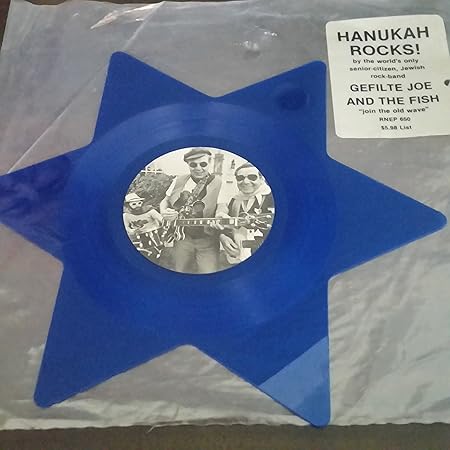 HANUKAH
ROCKS!
by the world's only
senior-citizen, Jewish
rock-band
GEFILTE JOE
AND THE FISH
"join the old wave"
RNEP 650
$5.98 List